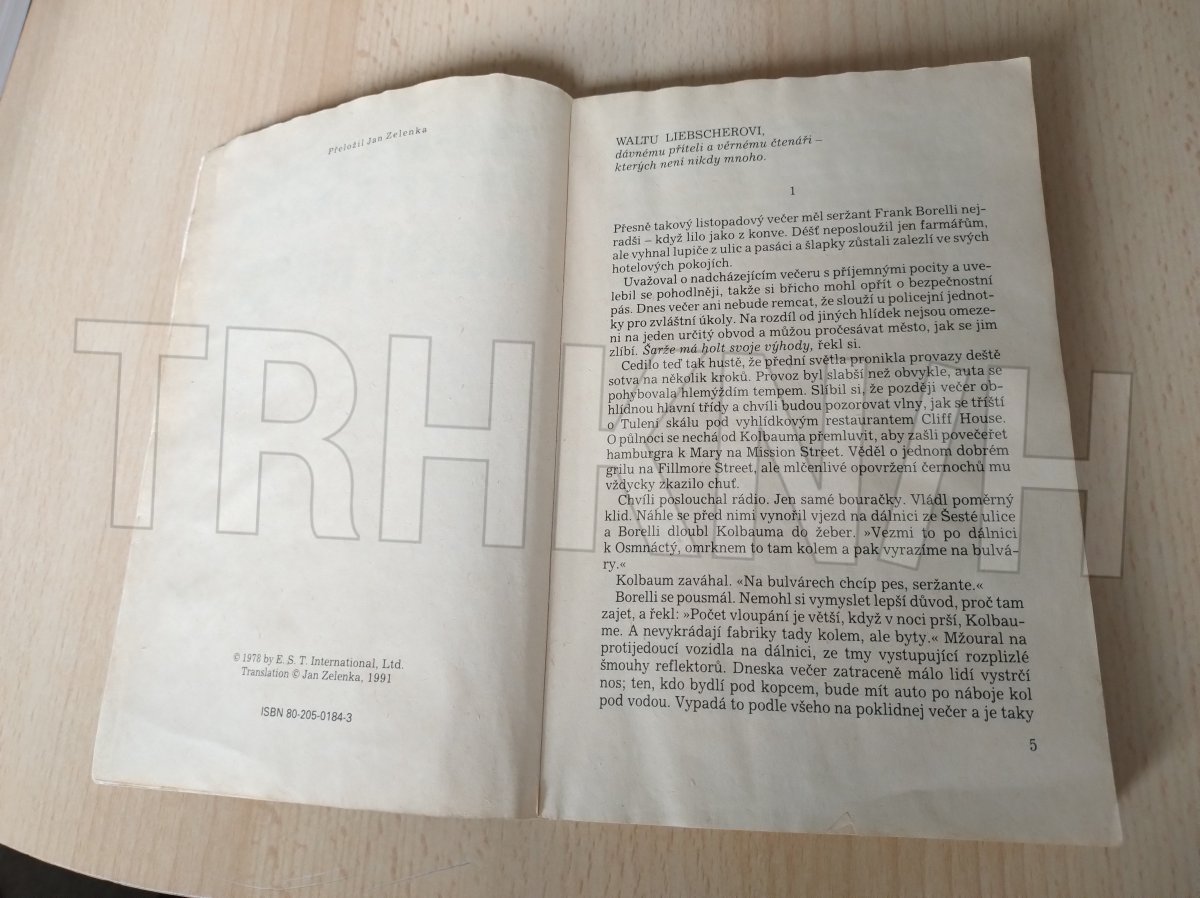 Přeložil Jan Zelenka
© 1978 by E. S. T. International, Ltd.
Translation © Jan Zelenka, 1991
ISBN 80-205-0184-3
WALTU LIEBSCHEROVI,
dávnému příteli a věrnému čtenáři –
kterých není nikdy mnoho.
1
Přesně takový listopadový večer měl seržant Frank Borelli nej-
radši – když lilo jako z konve. Déšť neposloužil jen farmářům,
ale vyhnal lupiče z ulic a pasáci a šlapky zůstali zalezlí ve svých
hotelových pokojích.
Uvažoval o nadcházejícím večeru s příjemnými pocity a uve-
lebil se pohodlněji, takže si břicho mohl opřít o bezpečnostní
pás. Dnes večer ani nebude remcat, že slouží u policejní jednot-
ky pro zvláštní úkoly. Na rozdíl od jiných hlídek nejsou omeze-
ni na jeden určitý obvod a můžou pročesávat město, jak se jim
zlíbí. Šarže má holt svoje výhody, řekl si.
Cedilo teď tak hustě, že přední světla pronikla provazy deště
sotva na několik kroků. Provoz byl slabší než obvykle, auta se
pohybovala hlemýždím tempem. Slíbil si, že později večer ob-
hlídnou hlavní třídy a chvíli budou pozorovat vlny, jak se tříští
o Tulení skálu pod vyhlídkovým restaurantem Cliff House.
O půlnoci se nechá od Kolbauma přemluvit, aby zašli povečeřet
hamburgra k Mary na Mission Street. Věděl o jednom dobrém
grilu na Fillmore Street, ale mlčenlivé opovržení černochů mu
vždycky zkazilo chuť.
Chvíli poslouchal rádio. Jen samé bouračky. Vládl poměrný
klid. Náhle se před nimi vynořil vjezd na dálnici ze Šesté ulice
a Borelli dloubl Kolbauma do žeber. »Vezmi to po dálnici
k Osmnáctý, omrknem to tam kolem a pak vyrazíme na bulvá-
ry.«
Kolbaum zaváhal. «Na bulvárech chcíp pes, seržante.«
Borelli se pousmál. Nemohl si vymyslet lepší důvod, proč tam
zajet, a řekl: »Počet vloupání je větší, když v noci prší, Kolbau-
me. A nevykrádají fabriky tady kolem, ale byty.« Mžoural na
protijedoucí vozidla na dálnici, ze tmy vystupující rozplizlé
šmouhy reflektorů. Dneska večer zatraceně málo lidí vystrčí
nos; ten, kdo bydlí pod kopcem, bude mít auto po náboje kol
pod vodou. Vypadá to podle všeho na poklidnej večer a je taky
5
TRHKNIH